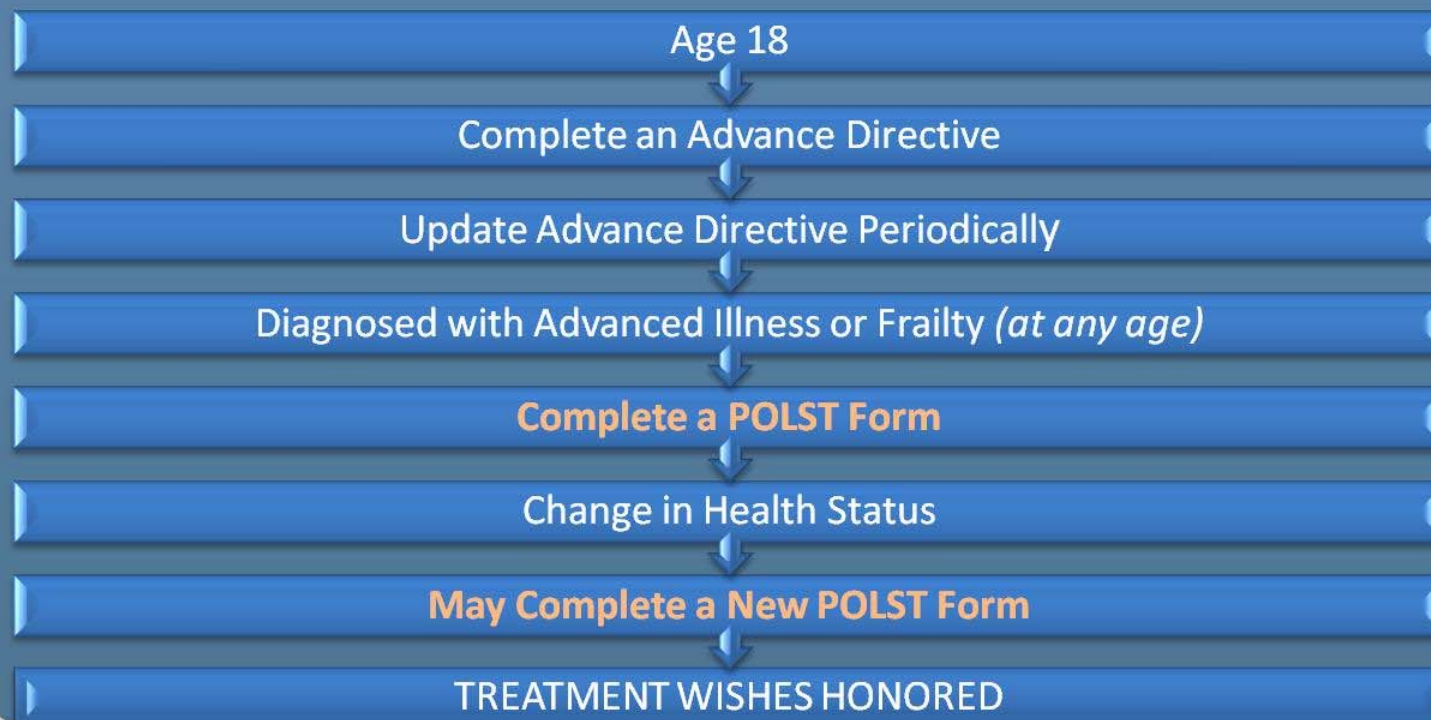 Age 18
Complete an Advance Directive
Update Advance Directive Periodically
Diagnosed with Advanced Illness or Frailty (at any age)
Complete a POLST Form
Change in Health Status
May Complete a New POLST Form
TREATMENT WISHES HONORED